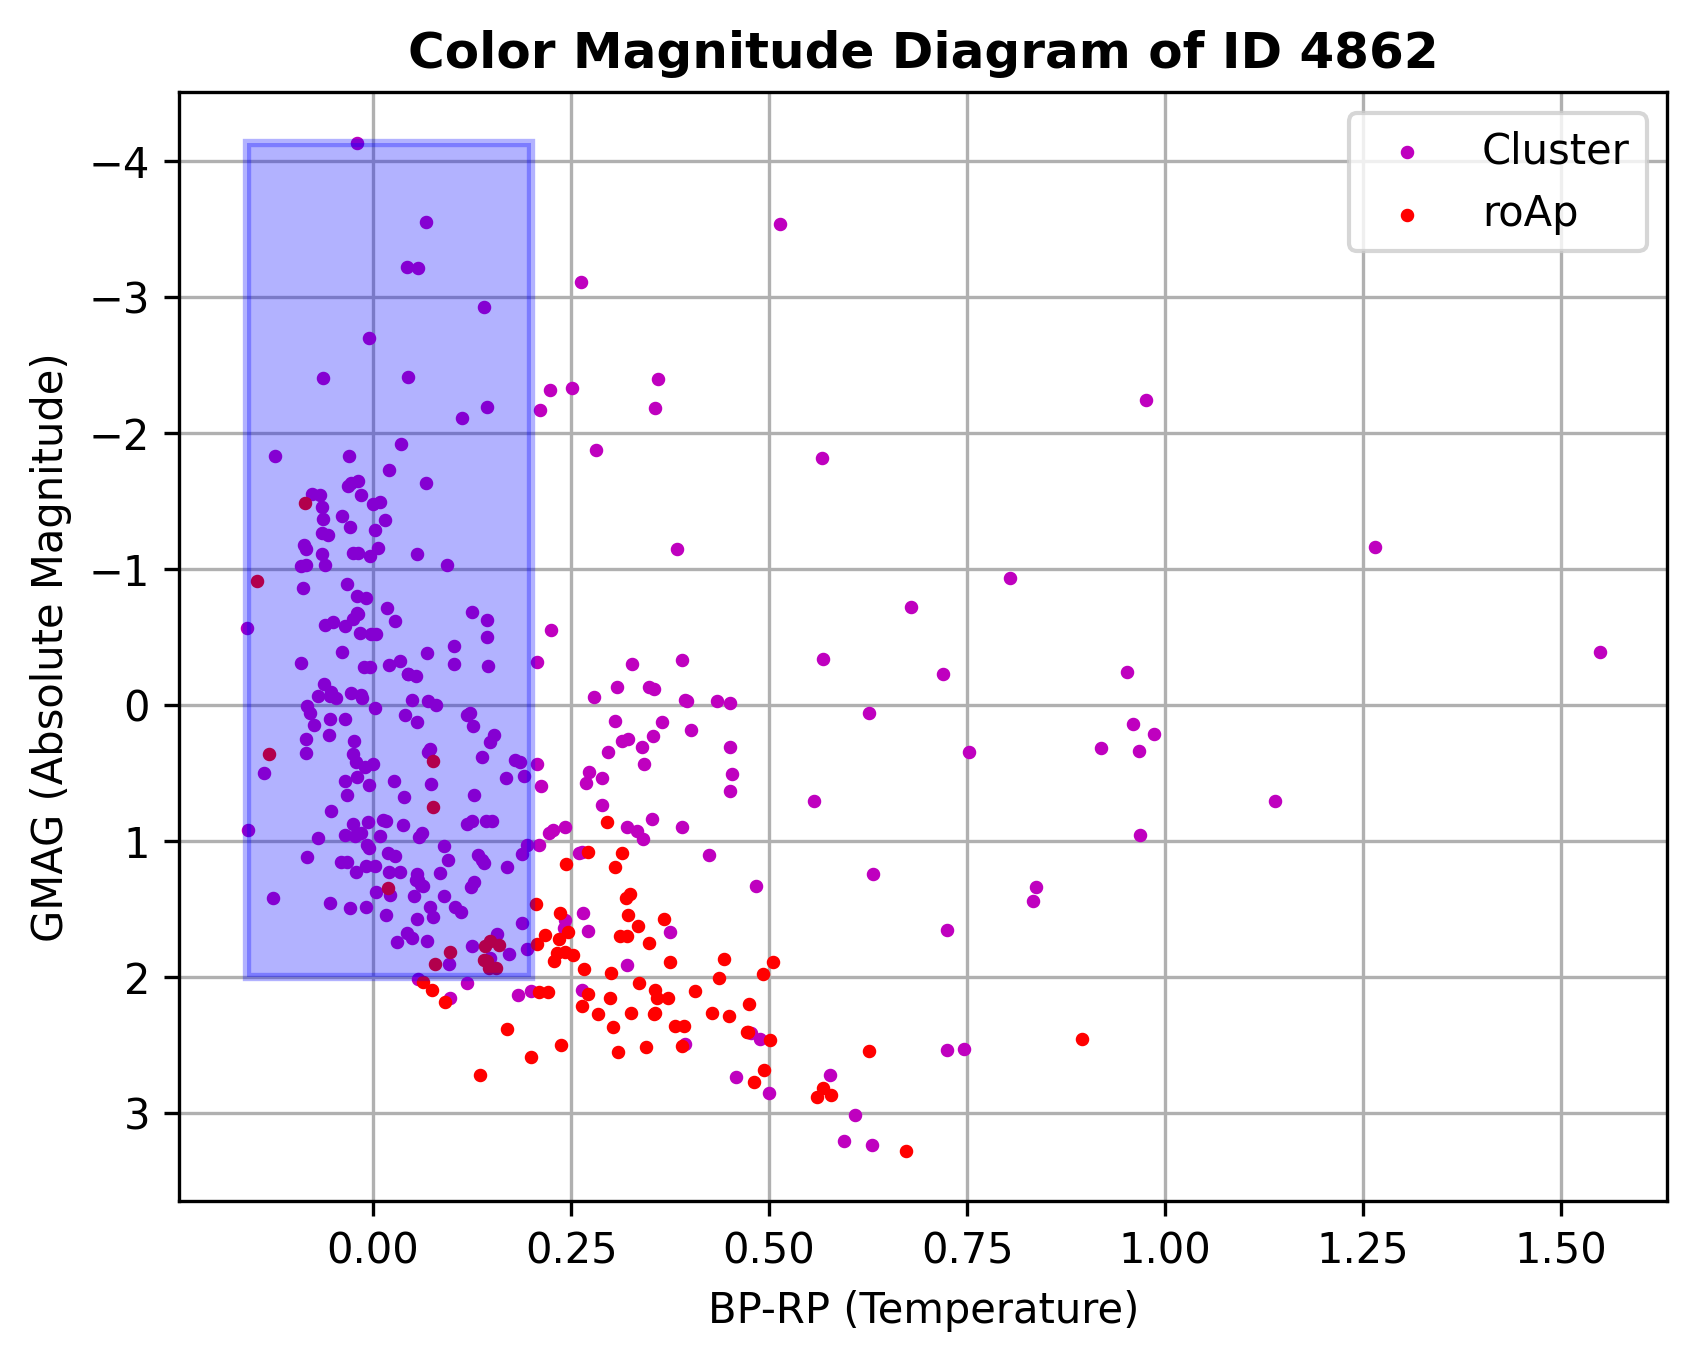 Color Magnitude Diagram of ID 4862
Cluster
roAp
−4
−3
−2
−1
0
1
2
3
GMAG (Absolute Magnitude)
0.00 0.25 0.50 0.75 1.00 1.25 1.50
BP-RP (Temperature)